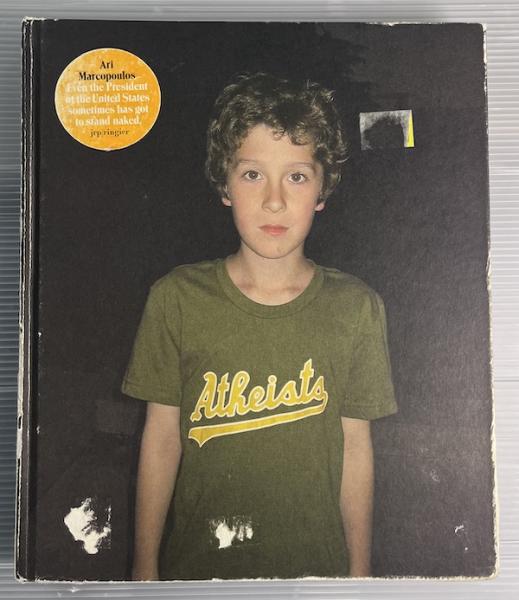 Ari
Marcopoulos
Even the President
of the United States
sometimes has got
to stand naked.
jrp|ringier
Atheists